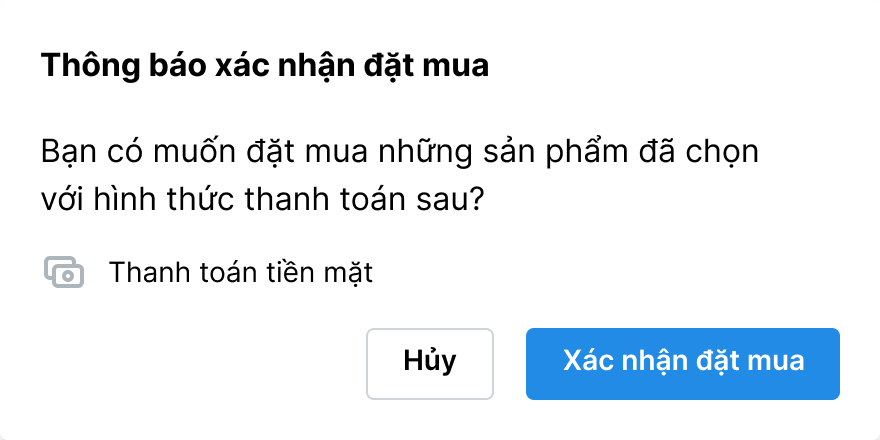 Thông báo xác nhận đặt mua
Bạn có muốn đặt mua những sản phẩm đã chọn
với hình thức thanh toán sau?
Thanh toán tiền mặt
Hủy
Xác nhận đặt mua